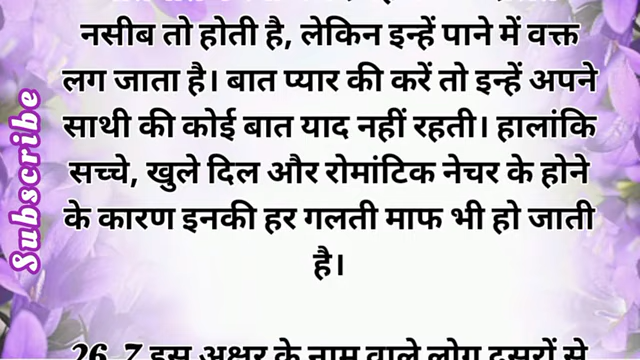 नसीब तो होती है, लेकिन इन्हें पाने में वक्त
लग जाता है। बात प्यार की करें तो इन्हें अपने
साथी की कोई बात याद नहीं रहती। हालांकि
सच्चे, खुले दिल और रोमांटिक नेचर के होने
के कारण इनकी हर गलती माफ भी हो जाती
है।
26. Z इस अक्षर के नाम वाले लोग दूसरों से
Subscribe